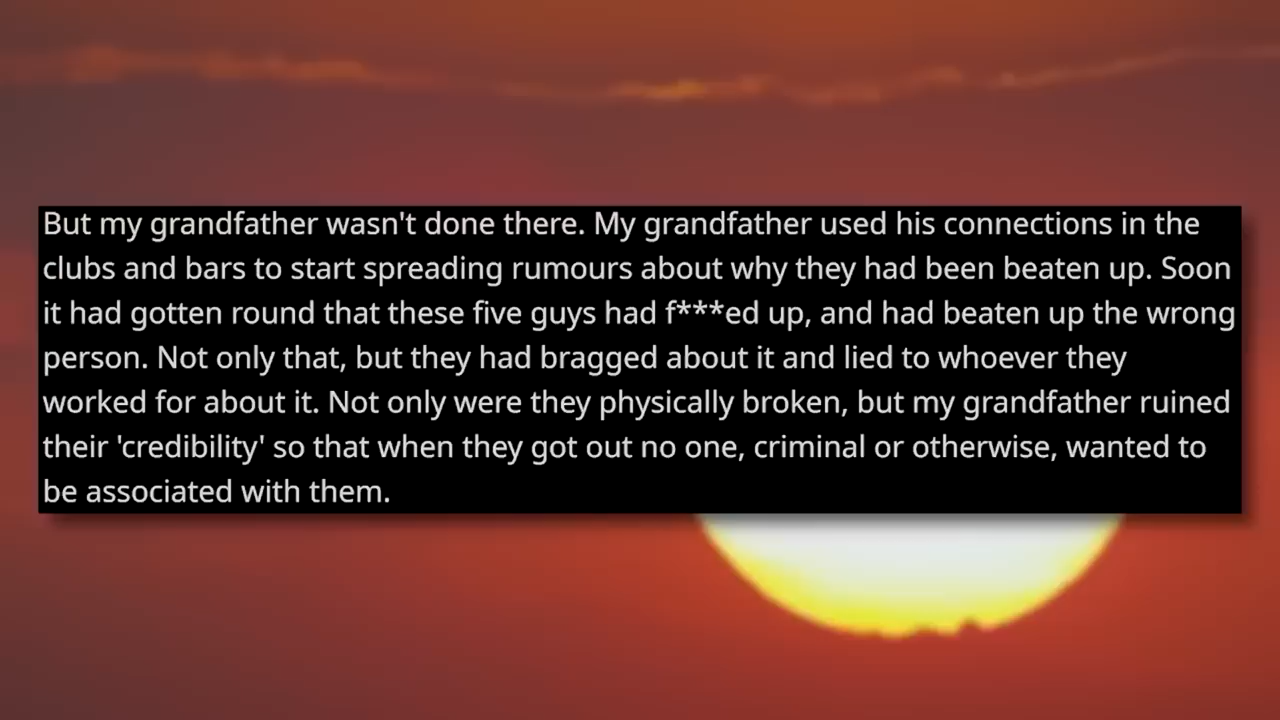 But my grandfather wasn't done there. My grandfather used his connections in the
clubs and bars to start spreading rumours about why they had been beaten up. Soon
it had gotten round that these five guys had f***ed up, and had beaten up the wrong
person. Not only that, but they had bragged about it and lied to whoever they
worked for about it. Not only were they physically broken, but my grandfather ruined
their 'credibility' so that when they got out no one, criminal or otherwise, wanted to
be associated with them.